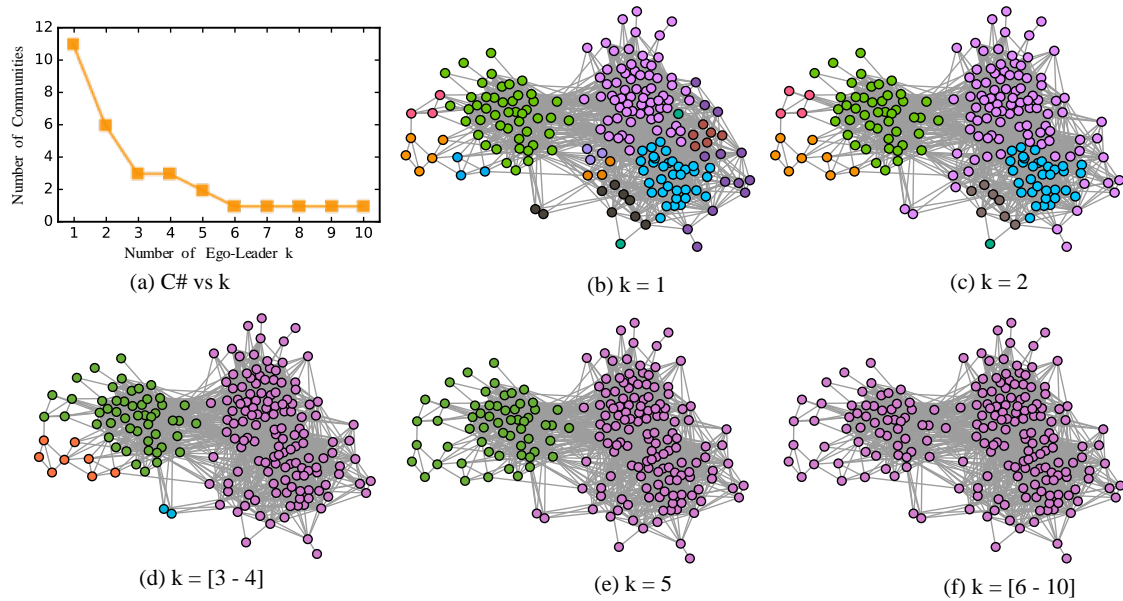 12
10
8
6
4
2
0
Number of Communities
1 2 3 4 5 6 7 8 9 10
Number of Ego-Leader k
(a) C# vs k
(b) k = 1
(c) k = 2
(d) k = [3 - 4]
(e) k = 5
(f) k = [6 - 10]